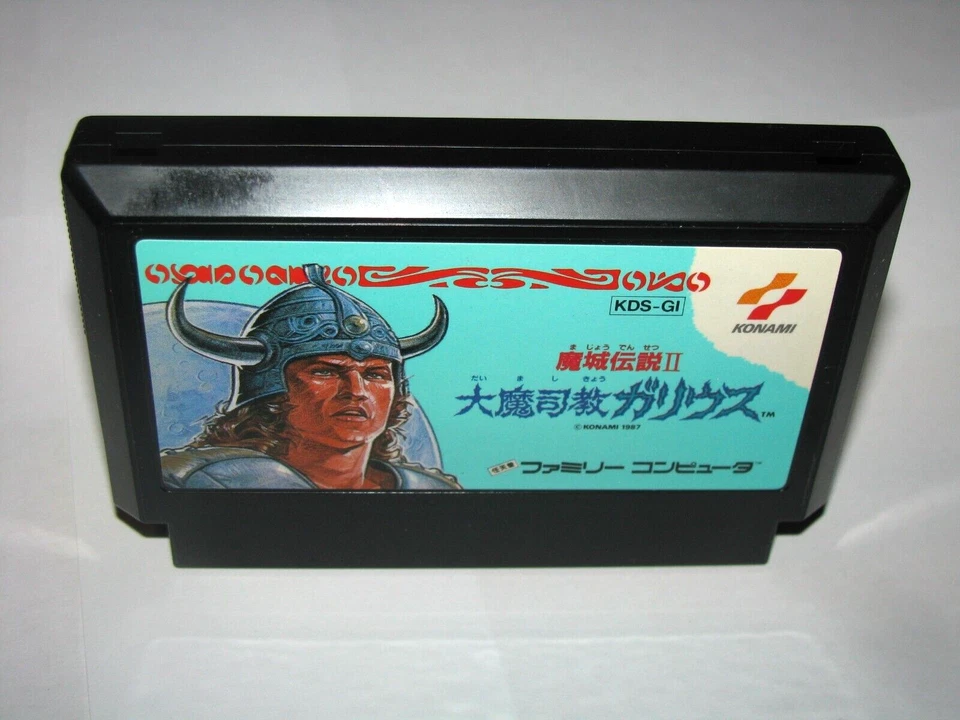 KONAMI
KDS-GI
まじょうでんせつ
魔城伝説II
だいましきょう
大魔司教ガリウス™
©KONAMI 1987
ファミリー コンピュータ™